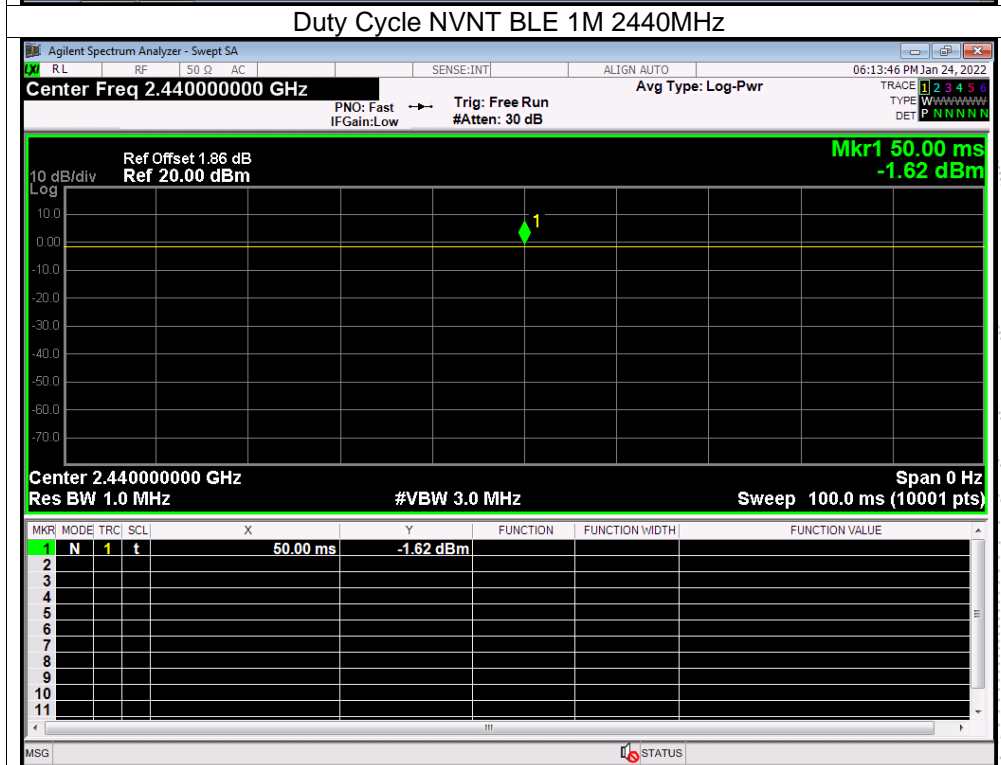 Duty Cycle NVNT BLE 1M 2440MHz
Agilent Spectrum Analyzer - Swept SA
LXI RL RF 50 Ω AC SENSE:INT ALIGN AUTO 06:13:46 PM Jan 24, 2022
Center Freq 2.440000000 GHz
PNO: Fast
IFGain:Low
Trig: Free Run
#Atten: 30 dB
Avg Type: Log-Pwr
TRACE 1 2 3 4 5 6
TYPE WWWWWW
DET P N N N N N
Mkr1 50.00 ms
-1.62 dBm
Ref Offset 1.86 dB
10 dB/div Ref 20.00 dBm
Log
10.0
1
0.00
-10.0
-20.0
-30.0
-40.0
-50.0
-60.0
-70.0
Center 2.440000000 GHz Span 0 Hz
Res BW 1.0 MHz #VBW 3.0 MHz Sweep 100.0 ms (10001 pts)
MKR MODE TRC SCL X Y FUNCTION FUNCTION WIDTH FUNCTION VALUE
1 N 1 t 50.00 ms -1.62 dBm
2
3
4
5
6
7
8
9
10
11
MSG STATUS